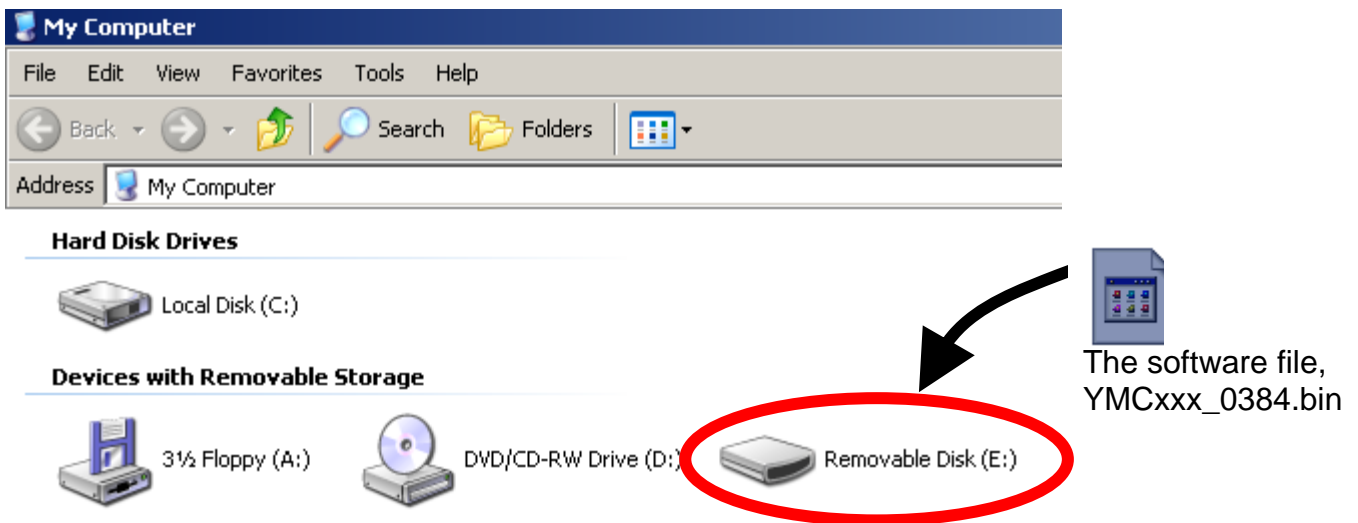 My Computer
File Edit View Favorites Tools Help
Back Search Folders
Address My Computer
Hard Disk Drives
Local Disk (C:)
Devices with Removable Storage
3½ Floppy (A:) DVD/CD-RW Drive (D:) Removable Disk (E:)
The software file,
YMCxxx_0384.bin